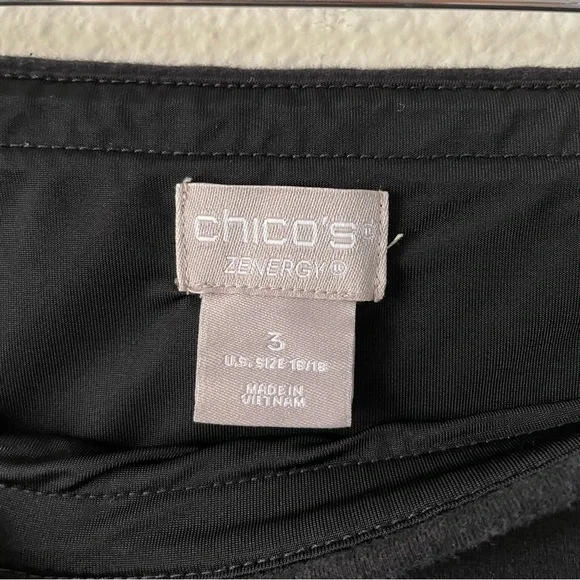 chico's®
ZENERGY®
3
U.S. SIZE 16/18
MADE IN
VIETNAM